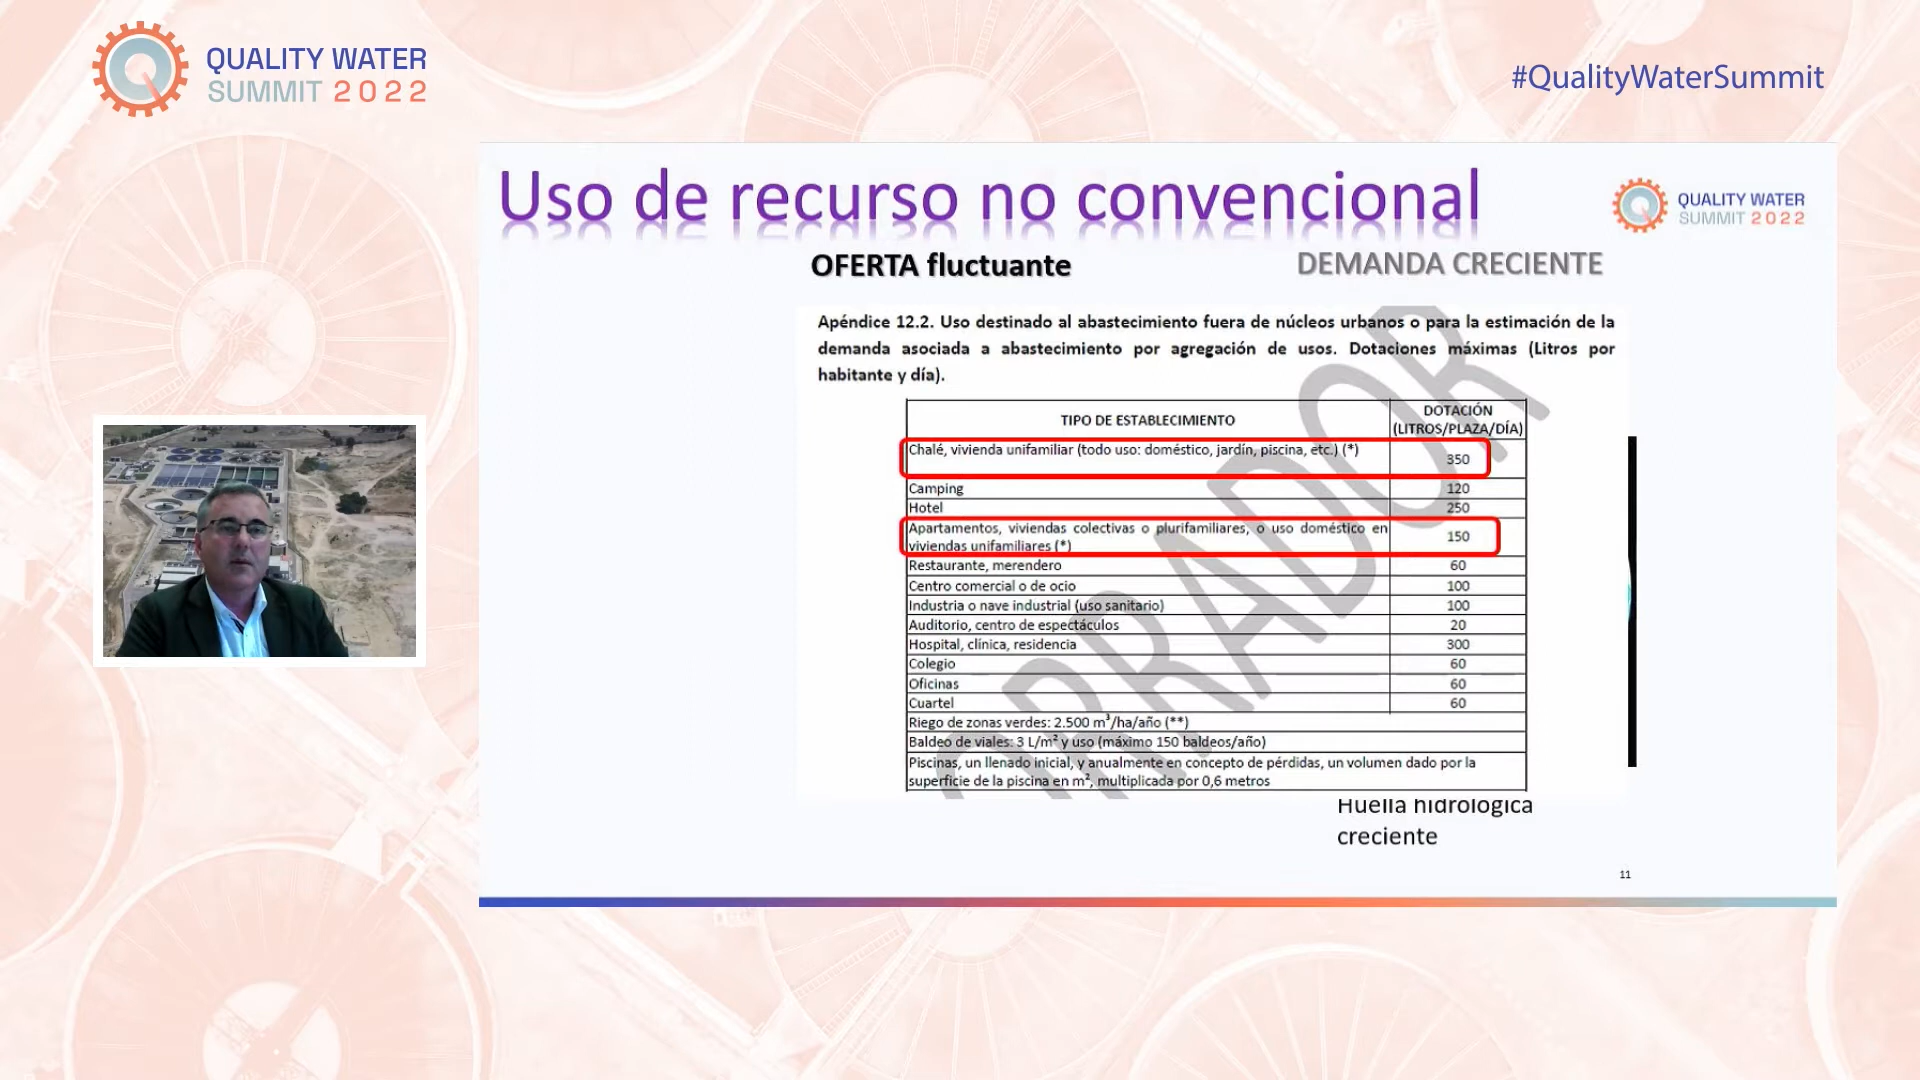 QUALITY WATER
SUMMIT 2022
#QualityWaterSummit
Uso de recurso no convencional
QUALITY WATER
SUMMIT 2022
OFERTA fluctuante
DEMANDA CRECIENTE
Apéndice 12.2. Uso destinado al abastecimiento fuera de núcleos urbanos o para la estimación de la
demanda asociada a abastecimiento por agregación de usos. Dotaciones máximas (Litros por
habitante y día).
TIPO DE ESTABLECIMIENTO
DOTACIÓN
(LITROS/PLAZA/DÍA)
Chalé, vivienda unifamiliar (todo uso: doméstico, jardín, piscina, etc.) (*)
350
Camping 120
Hotel 250
Apartamentos, viviendas colectivas o plurifamiliares, o uso doméstico en
viviendas unifamiliares (*)
150
Restaurante, merendero 60
Centro comercial o de ocio 100
Industria o nave industrial (uso sanitario) 100
Auditorio, centro de espectáculos 20
Hospital, clínica, residencia 300
Colegio 60
Oficinas 60
Cuartel 60
Riego de zonas verdes: 2.500 m³/ha/año (**)
Baldeo de viales: 3 L/m² y uso (máximo 150 baldeos/año)
Piscinas, un llenado inicial, y anualmente en concepto de pérdidas, un volumen dado por la
superficie de la piscina en m², multiplicada por 0,6 metros
ORRADOR
Huella hidrológica
creciente
11